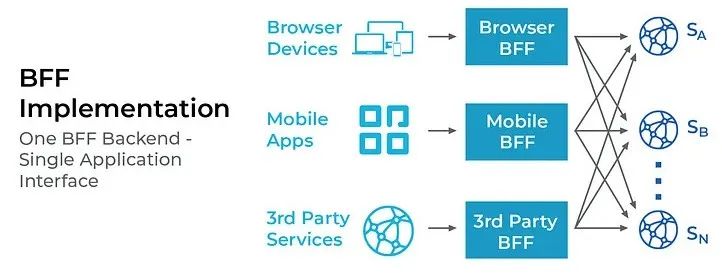 BFF
Implementation
One BFF Backend -
Single Application
Interface
Browser
Devices
Browser
BFF
S_A
Mobile
Apps
Mobile
BFF
S_B
3rd Party
Services
3rd Party
BFF
S_N